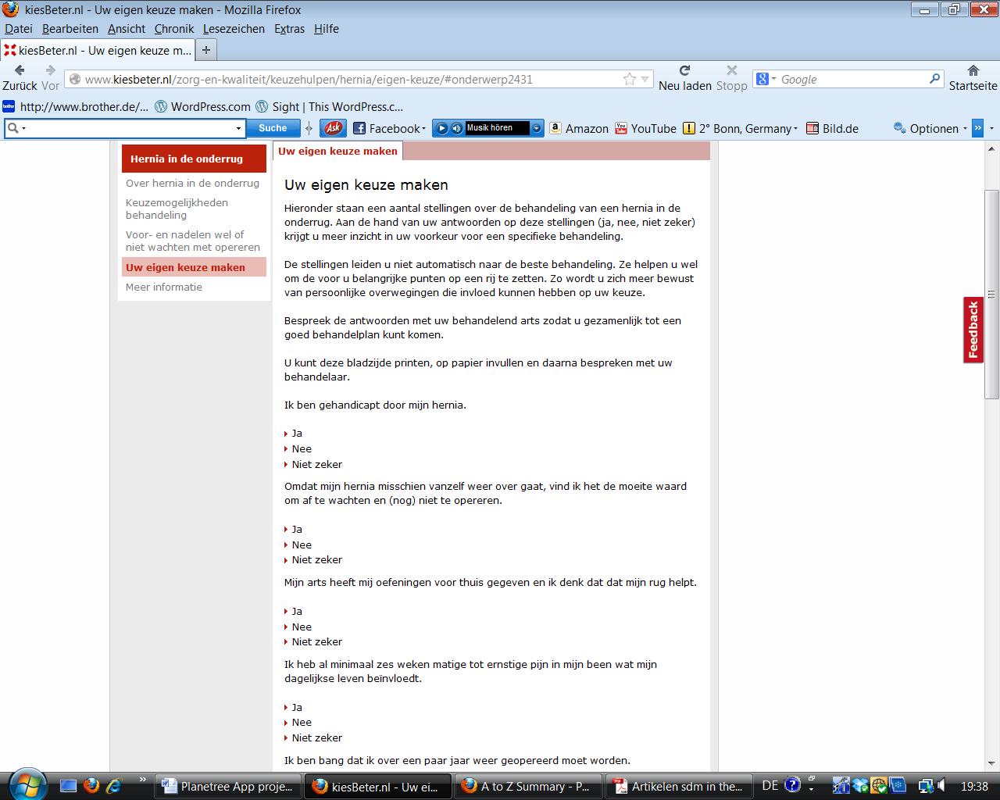 kiesBeter.nl - Uw eigen keuze maken - Mozilla Firefox
Datei Bearbeiten Ansicht Chronik Lesezeichen Extras Hilfe
kiesBeter.nl - Uw eigen keuze m... +
Zurück Vor www.kiesbeter.nl/zorg-en-kwaliteit/keuzehulpen/hernia/eigen-keuze/#onderwerp2431 Neu laden Stopp Google Startseite
http://www.brother.de/... WordPress.com Sight | This WordPress.c...
Suche Ask Facebook Musik hören Amazon YouTube 2° Bonn, Germany Bild.de Optionen »
Hernia in de onderrug
Over hernia in de onderrug
Keuzemogelijkheden
behandeling
Voor- en nadelen wel of
niet wachten met opereren
Uw eigen keuze maken
Meer informatie
Uw eigen keuze maken
Uw eigen keuze maken
Hieronder staan een aantal stellingen over de behandeling van een hernia in de
onderrug. Aan de hand van uw antwoorden op deze stellingen (ja, nee, niet zeker)
krijgt u meer inzicht in uw voorkeur voor een specifieke behandeling.
De stellingen leiden u niet automatisch naar de beste behandeling. Ze helpen u wel
om de voor u belangrijke punten op een rij te zetten. Zo wordt u zich meer bewust
van persoonlijke overwegingen die invloed kunnen hebben op uw keuze.
Bespreek de antwoorden met uw behandelend arts zodat u gezamenlijk tot een
goed behandelplan kunt komen.
U kunt deze bladzijde printen, op papier invullen en daarna bespreken met uw
behandelaar.
Ik ben gehandicapt door mijn hernia.
Ja
Nee
Niet zeker
Omdat mijn hernia misschien vanzelf weer over gaat, vind ik het de moeite waard
om af te wachten en (nog) niet te opereren.
Ja
Nee
Niet zeker
Mijn arts heeft mij oefeningen voor thuis gegeven en ik denk dat dat mijn rug helpt.
Ja
Nee
Niet zeker
Ik heb al minimaal zes weken matige tot ernstige pijn in mijn been wat mijn
dagelijkse leven beïnvloedt.
Ja
Nee
Niet zeker
Ik ben bang dat ik over een paar jaar weer geopereerd moet worden.
Feedback
» Planetree App proje... kiesBeter.nl - Uw ei... A to Z Summary - P... Artikelen sdm in the... DE 19:38